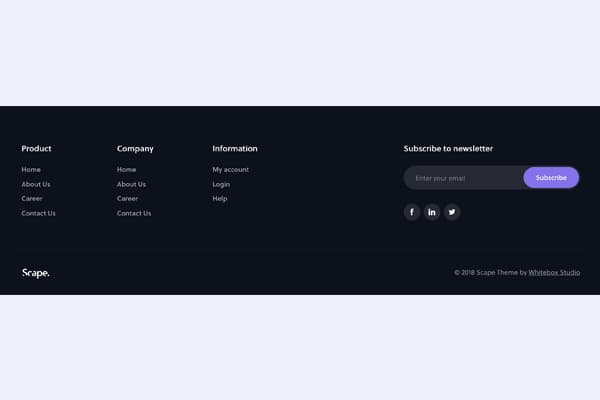 Product
Home
About Us
Career
Contact Us
Company
Home
About Us
Career
Contact Us
Information
My account
Login
Help
Subscribe to newsletter
Enter your email
Subscribe
f
in
Scape.
© 2018 Scape Theme by Whitebox Studio